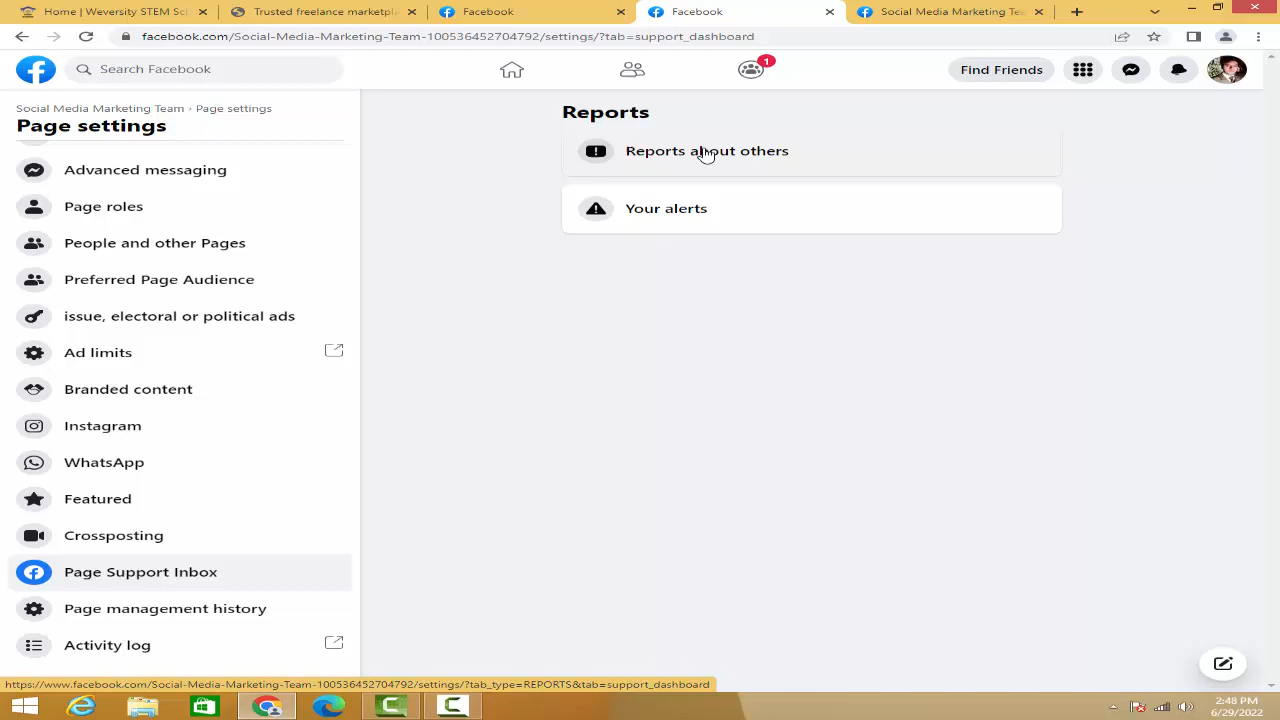 Home | Weversity STEM Sc
Trusted freelance marketpl
Facebook
Facebook
Social Media Marketing Te
facebook.com/Social-Media-Marketing-Team-100536452704792/settings/?tab=support_dashboard
Search Facebook
1
Find Friends
Social Media Marketing Team › Page settings
Page settings
Advanced messaging
Page roles
People and other Pages
Preferred Page Audience
issue, electoral or political ads
Ad limits
Branded content
Instagram
WhatsApp
Featured
Crossposting
Page Support Inbox
Page management history
Activity log
Reports
Reports about others
Your alerts
https://www.facebook.com/Social-Media-Marketing-Team-100536452704792/settings/?tab_type=REPORTS&tab=support_dashboard
2:48 PM
6/29/2022